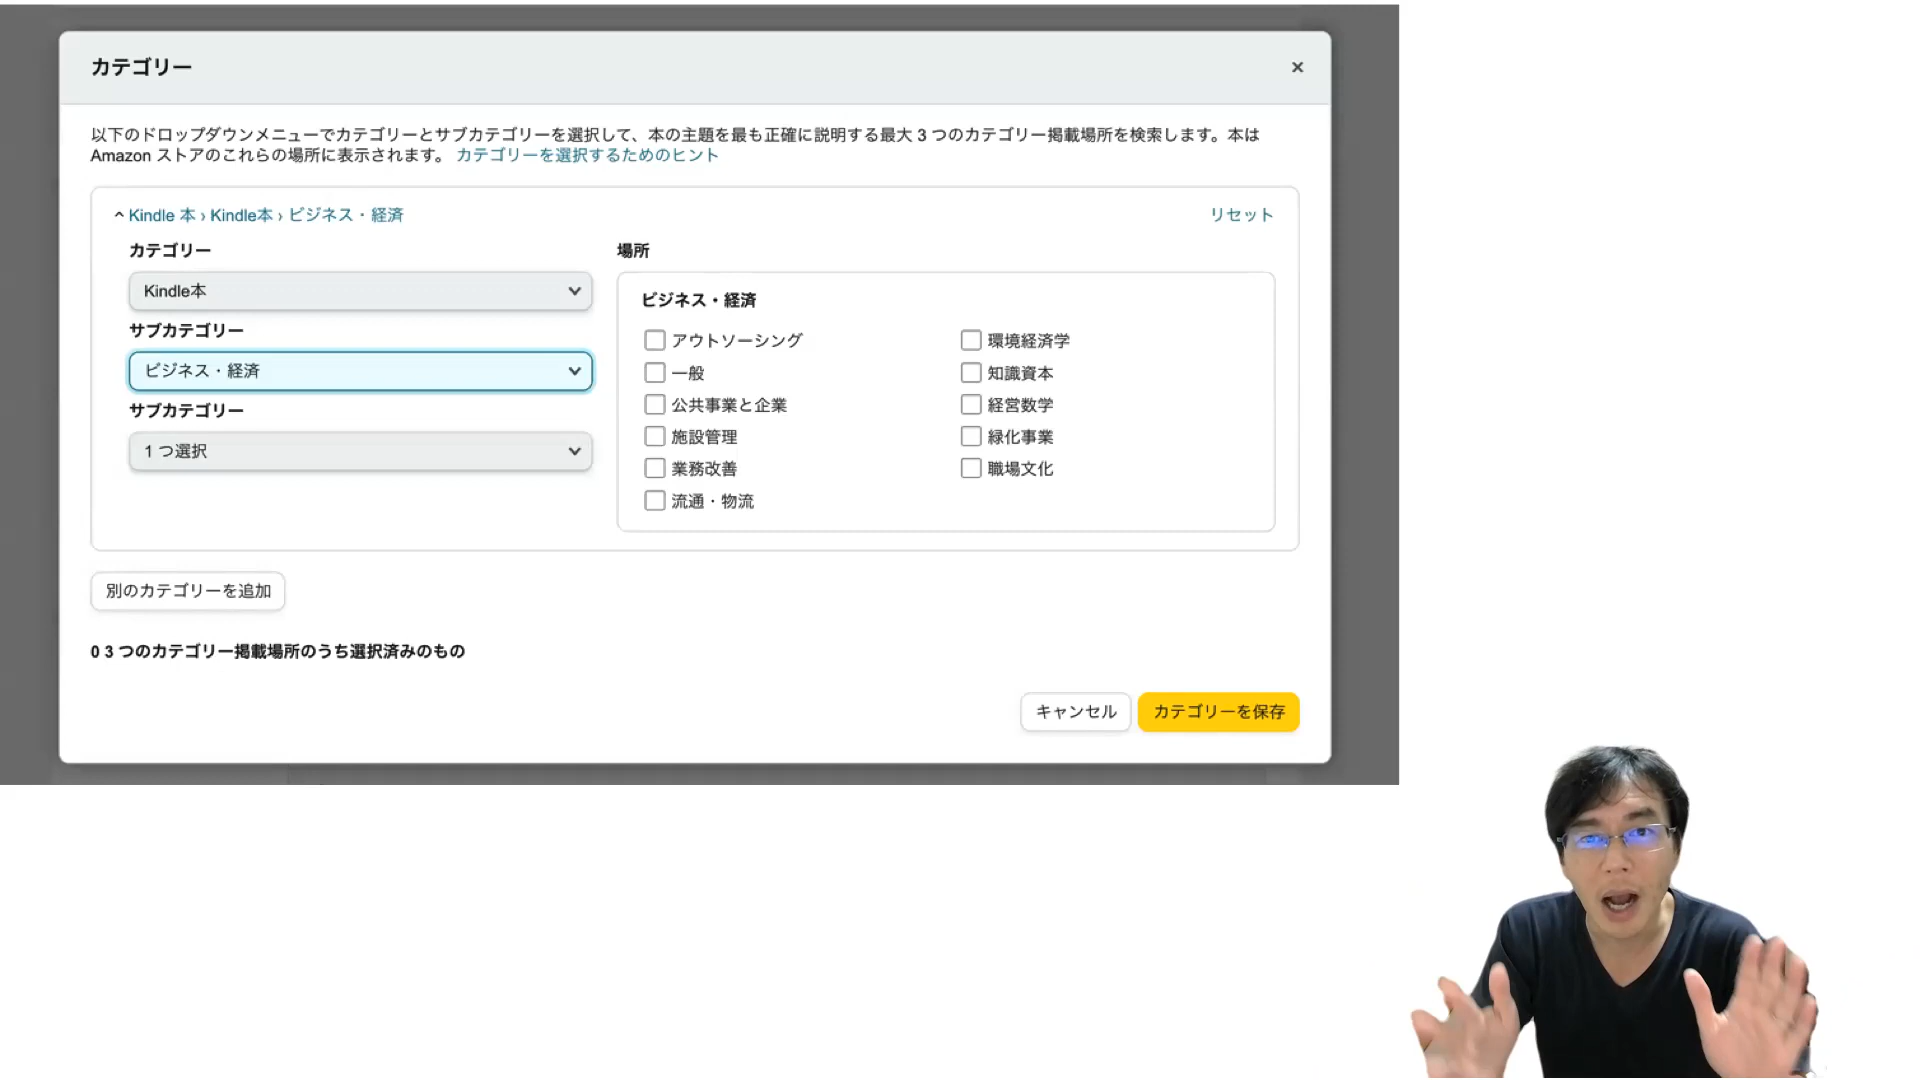 カテゴリー
×
以下のドロップダウンメニューでカテゴリーとサブカテゴリーを選択して、本の主題を最も正確に説明する最大 3 つのカテゴリー掲載場所を検索します。本は
Amazon ストアのこれらの場所に表示されます。 カテゴリーを選択するためのヒント
Kindle 本 › Kindle本 › ビジネス・経済
リセット
カテゴリー
Kindle本
サブカテゴリー
ビジネス・経済
サブカテゴリー
1 つ選択
場所
ビジネス・経済
アウトソーシング
一般
公共事業と企業
施設管理
業務改善
流通・物流
環境経済学
知識資本
経営数学
緑化事業
職場文化
別のカテゴリーを追加
0 3 つのカテゴリー掲載場所のうち選択済みのもの
キャンセル
カテゴリーを保存